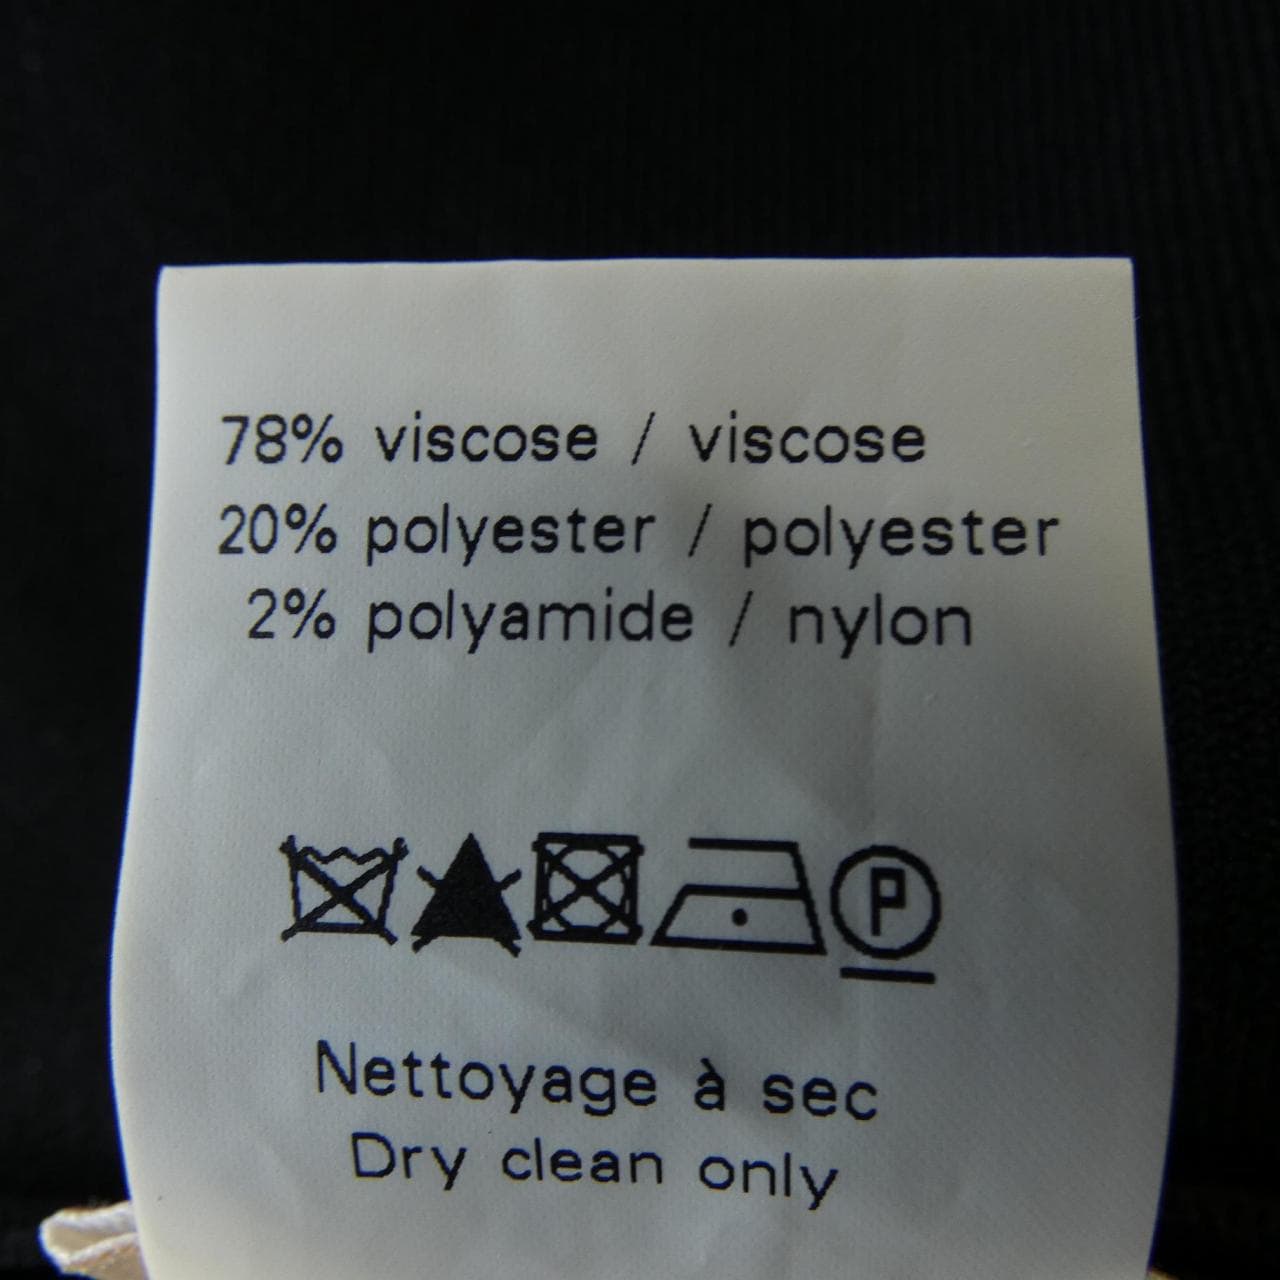 78% viscose / viscose
20% polyester / polyester
2% polyamide / nylon
P
Nettoyage à sec
Dry clean only